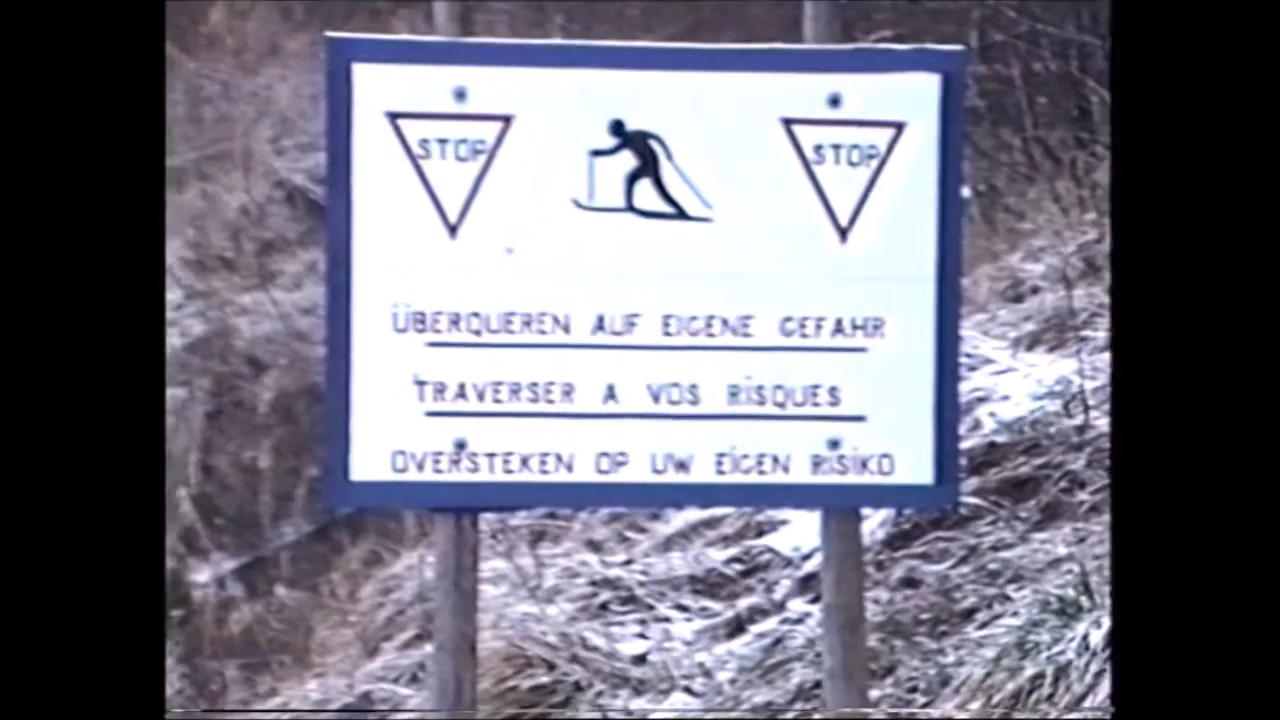 STOP STOP
ÜBERQUEREN AUF EIGENE GEFAHR
TRAVERSER A VOS RISQUES
OVERSTEKEN OP UW EIGEN RISIKO